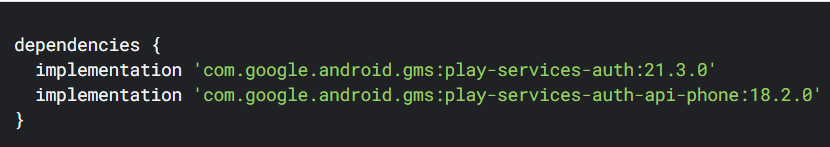 dependencies {
  implementation 'com.google.android.gms:play-services-auth:21.3.0'
  implementation 'com.google.android.gms:play-services-auth-api-phone:18.2.0'
}